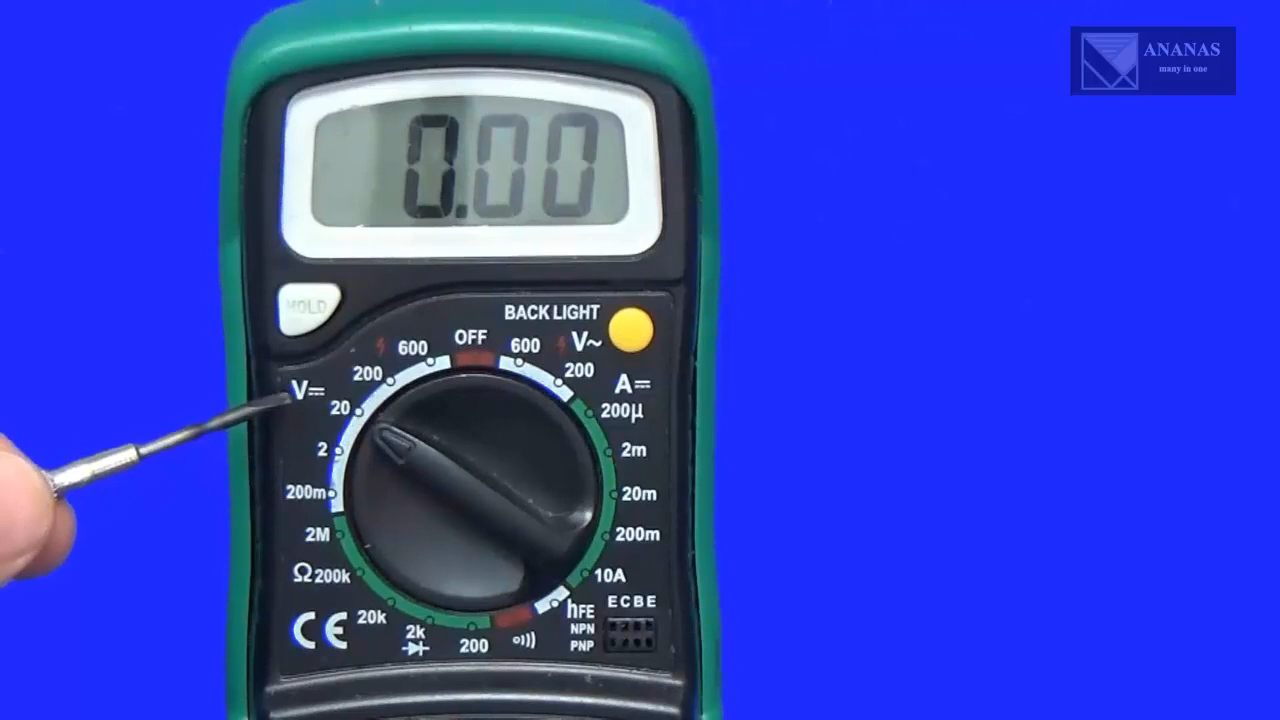 ANANAS
many in one
0.00
HOLD
BACK LIGHT
OFF
600
600
V~
200
200
V⎓
A⎓
20
200µ
2
2m
200m
20m
2M
200m
Ω 200k
10A
20k
2k
200
hFE
E C B E
NPN
PNP
CE